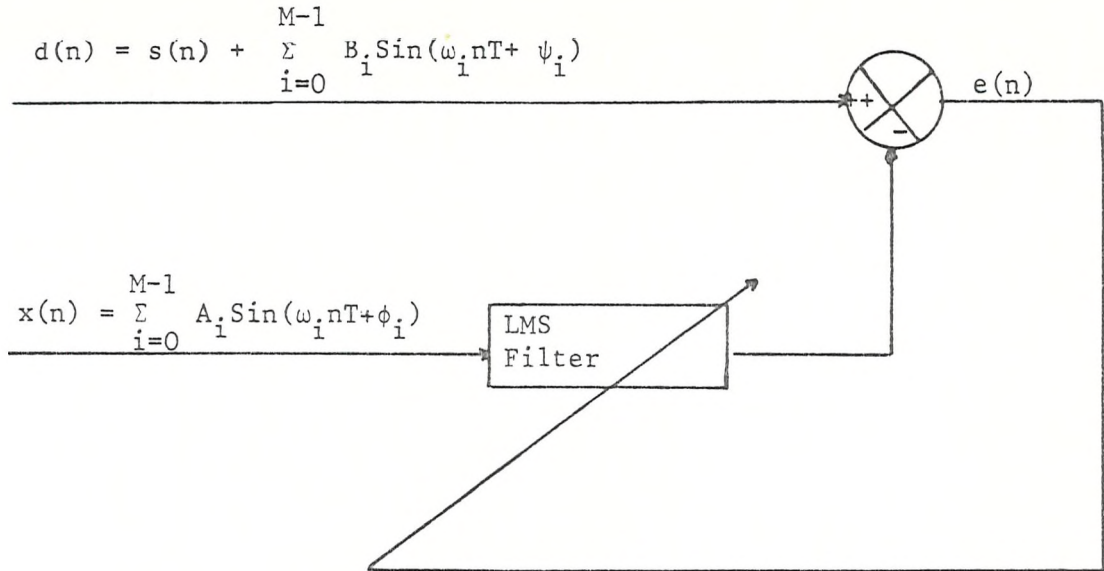 M-1
d(n) = s(n) + Σ B_i Sin(ω_i nT+ ψ_i)
i=0
++
-
e(n)
M-1
x(n) = Σ A_i Sin(ω_i nT+ϕ_i)
i=0
LMS
Filter